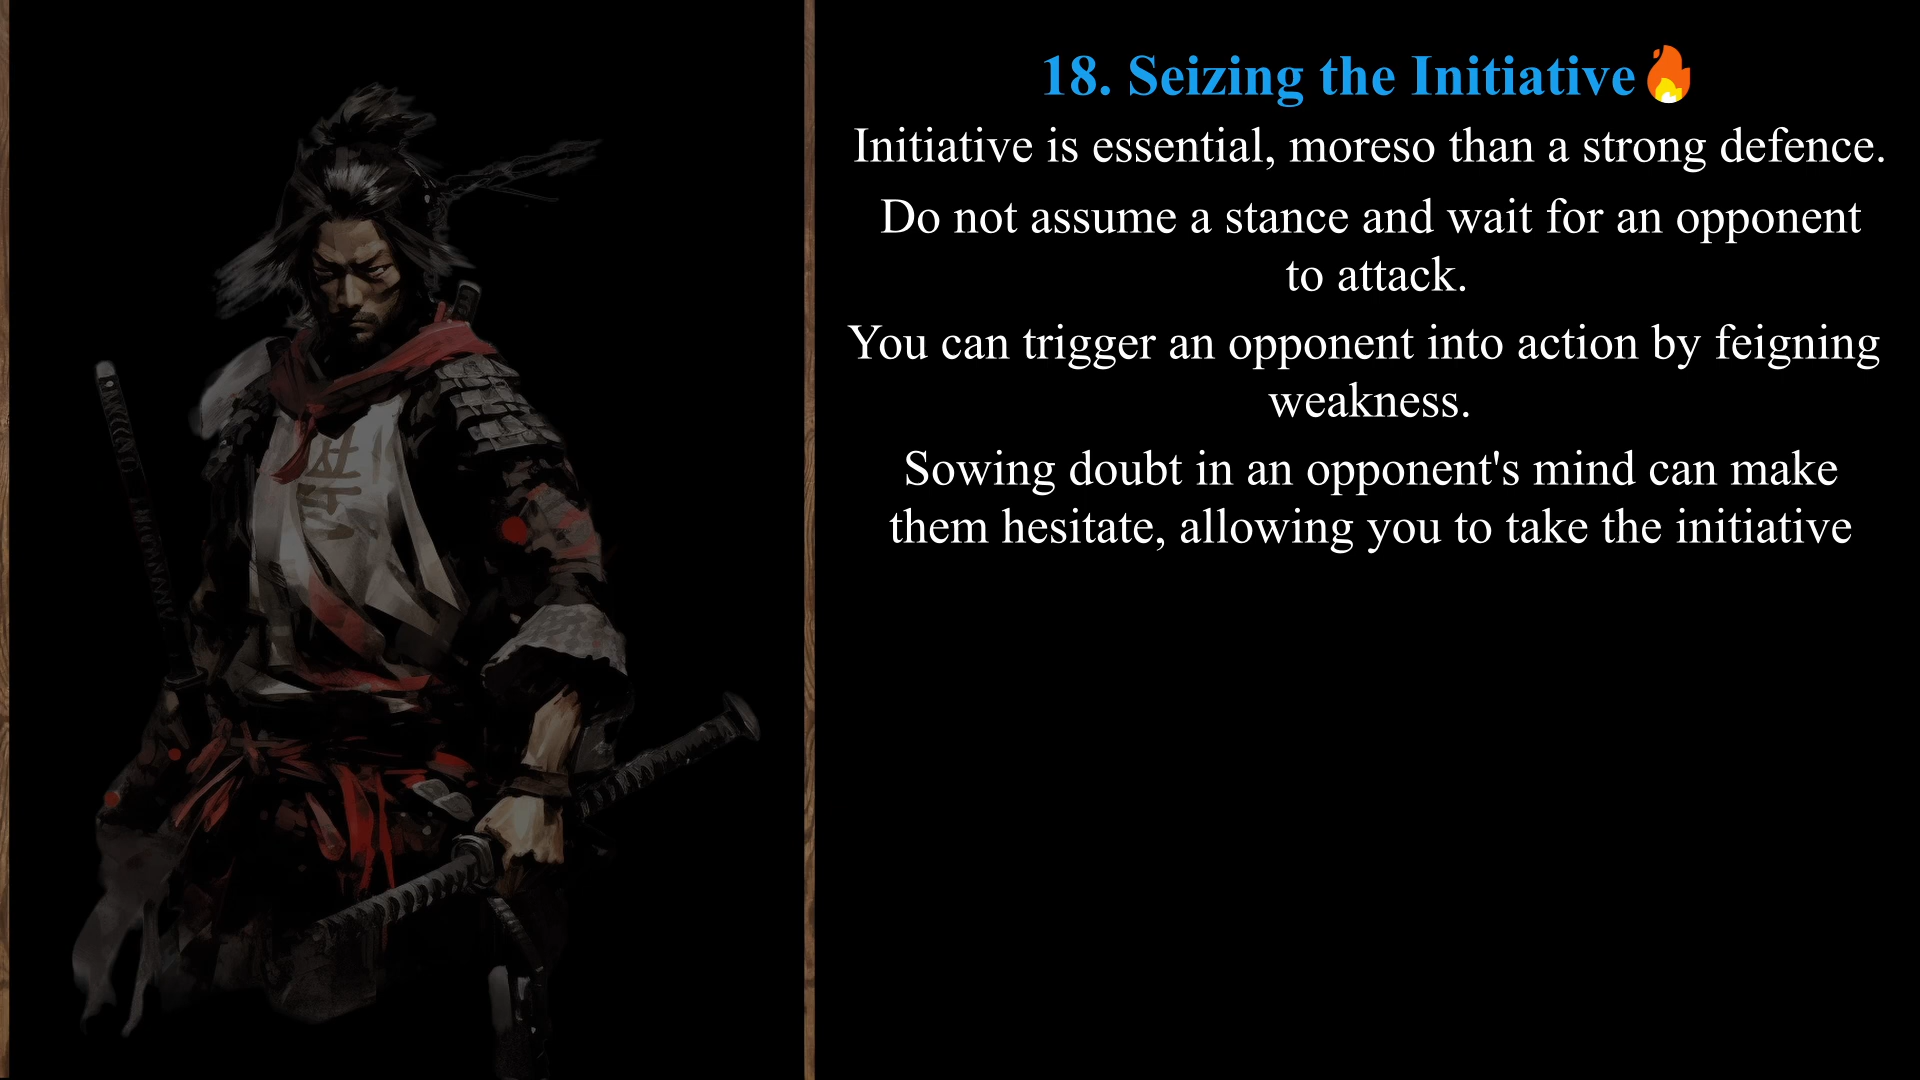 18. Seizing the Initiative🔥
Initiative is essential, moreso than a strong defence.
Do not assume a stance and wait for an opponent
to attack.
You can trigger an opponent into action by feigning
weakness.
Sowing doubt in an opponent's mind can make
them hesitate, allowing you to take the initiative